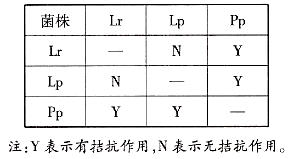 菌株 Lr Lp Pp
Lr — N Y
Lp N — Y
Pp Y Y —
注:Y表示有拮抗作用,N表示无拮抗作用。